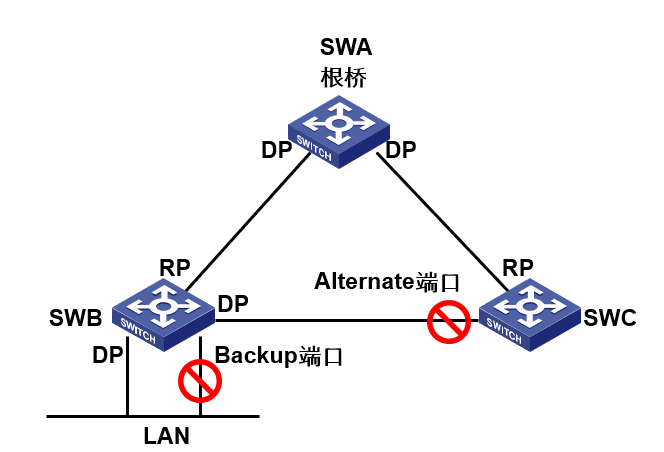 SWA
根桥
DP
DP
SWITCH
RP
RP
Alternate端口
DP
SWB
SWITCH
SWITCH
SWC
DP
Backup端口
LAN